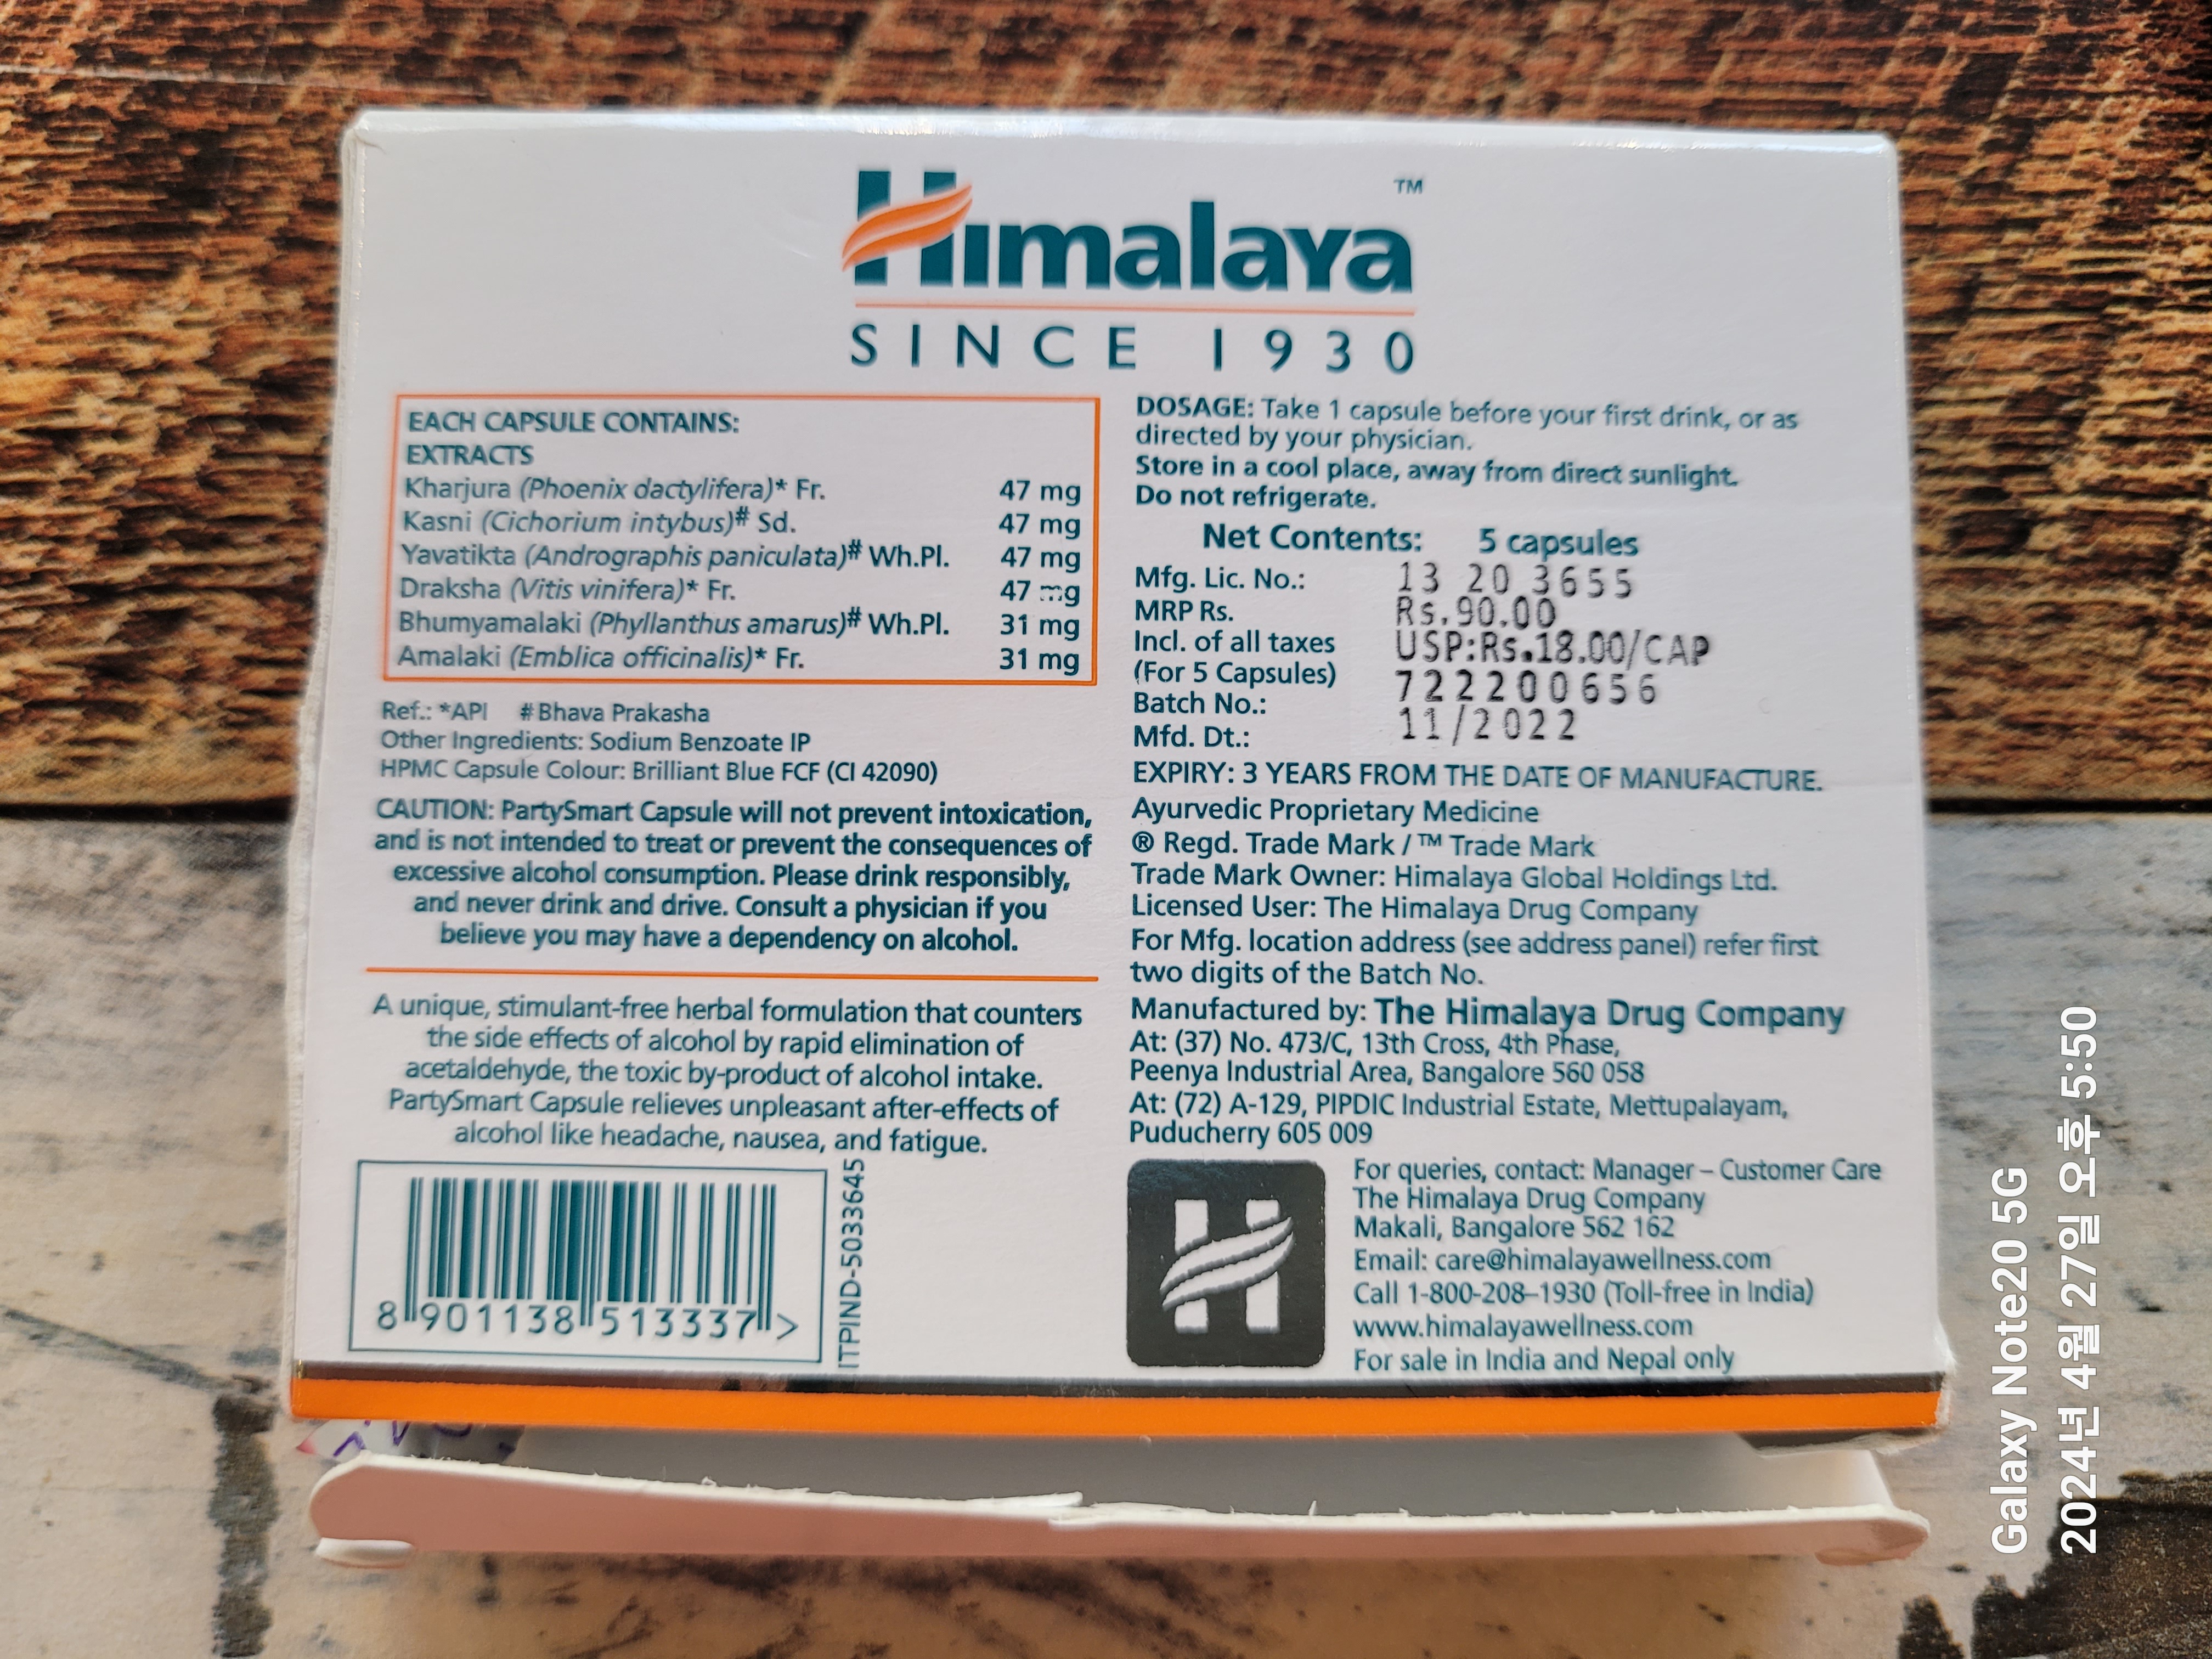 Himalaya™
SINCE 1930
EACH CAPSULE CONTAINS:
EXTRACTS
Kharjura (Phoenix dactylifera)* Fr. 47 mg
Kasni (Cichorium intybus)# Sd. 47 mg
Yavatikta (Andrographis paniculata)# Wh.Pl. 47 mg
Draksha (Vitis vinifera)* Fr. 47 mg
Bhumyamalaki (Phyllanthus amarus)# Wh.Pl. 31 mg
Amalaki (Emblica officinalis)* Fr. 31 mg
Ref.: *API #Bhava Prakasha
Other Ingredients: Sodium Benzoate IP
HPMC Capsule Colour: Brilliant Blue FCF (CI 42090)
CAUTION: PartySmart Capsule will not prevent intoxication,
and is not intended to treat or prevent the consequences of
excessive alcohol consumption. Please drink responsibly,
and never drink and drive. Consult a physician if you
believe you may have a dependency on alcohol.
A unique, stimulant-free herbal formulation that counters
the side effects of alcohol by rapid elimination of
acetaldehyde, the toxic by-product of alcohol intake.
PartySmart Capsule relieves unpleasant after-effects of
alcohol like headache, nausea, and fatigue.
8 901138 513337 >
ITPIND-5033645
DOSAGE: Take 1 capsule before your first drink, or as
directed by your physician.
Store in a cool place, away from direct sunlight.
Do not refrigerate.
Net Contents: 5 capsules
Mfg. Lic. No.: 13 20 3655
MRP Rs. Rs.90.00
Incl. of all taxes USP:Rs.18.00/CAP
(For 5 Capsules)
Batch No.: 722200656
Mfd. Dt.: 11/2022
EXPIRY: 3 YEARS FROM THE DATE OF MANUFACTURE.
Ayurvedic Proprietary Medicine
® Regd. Trade Mark / ™ Trade Mark
Trade Mark Owner: Himalaya Global Holdings Ltd.
Licensed User: The Himalaya Drug Company
For Mfg. location address (see address panel) refer first
two digits of the Batch No.
Manufactured by: The Himalaya Drug Company
At: (37) No. 473/C, 13th Cross, 4th Phase,
Peenya Industrial Area, Bangalore 560 058
At: (72) A-129, PIPDIC Industrial Estate, Mettupalayam,
Puducherry 605 009
For queries, contact: Manager – Customer Care
The Himalaya Drug Company
Makali, Bangalore 562 162
Email: care@himalayawellness.com
Call 1-800-208–1930 (Toll-free in India)
www.himalayawellness.com
For sale in India and Nepal only
Galaxy Note20 5G
2024년 4월 27일 오후 5:50